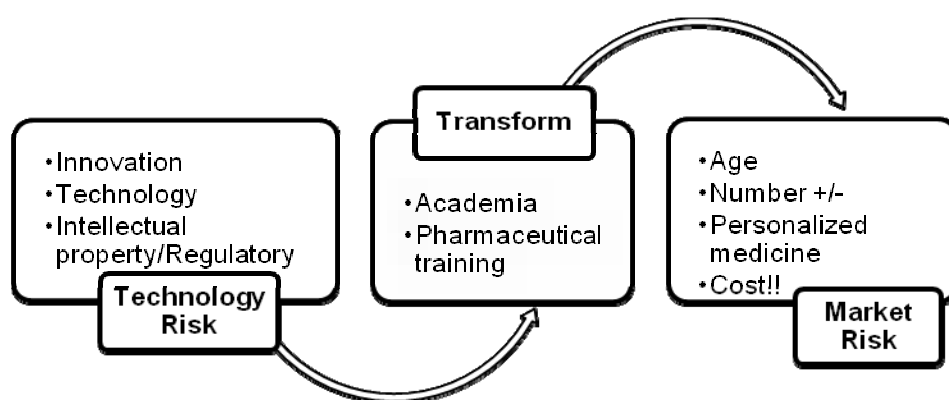 •Innovation
•Technology
•Intellectual
property/Regulatory
Technology
Risk
Transform
•Academia
•Pharmaceutical
training
•Age
•Number +/-
•Personalized
medicine
•Cost!!
Market
Risk